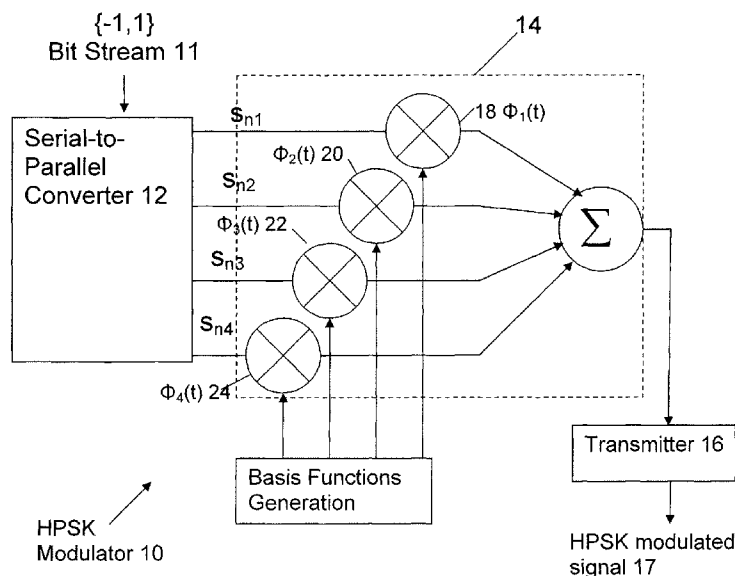 {-1,1}
Bit Stream 11
14
Serial-to-
Parallel
Converter 12
sn1
18 Φ1(t)
Φ2(t) 20
sn2
Φ3(t) 22
sn3
sn4
Φ4(t) 24
Σ
Basis Functions
Generation
Transmitter 16
HPSK
Modulator 10
HPSK modulated
signal 17